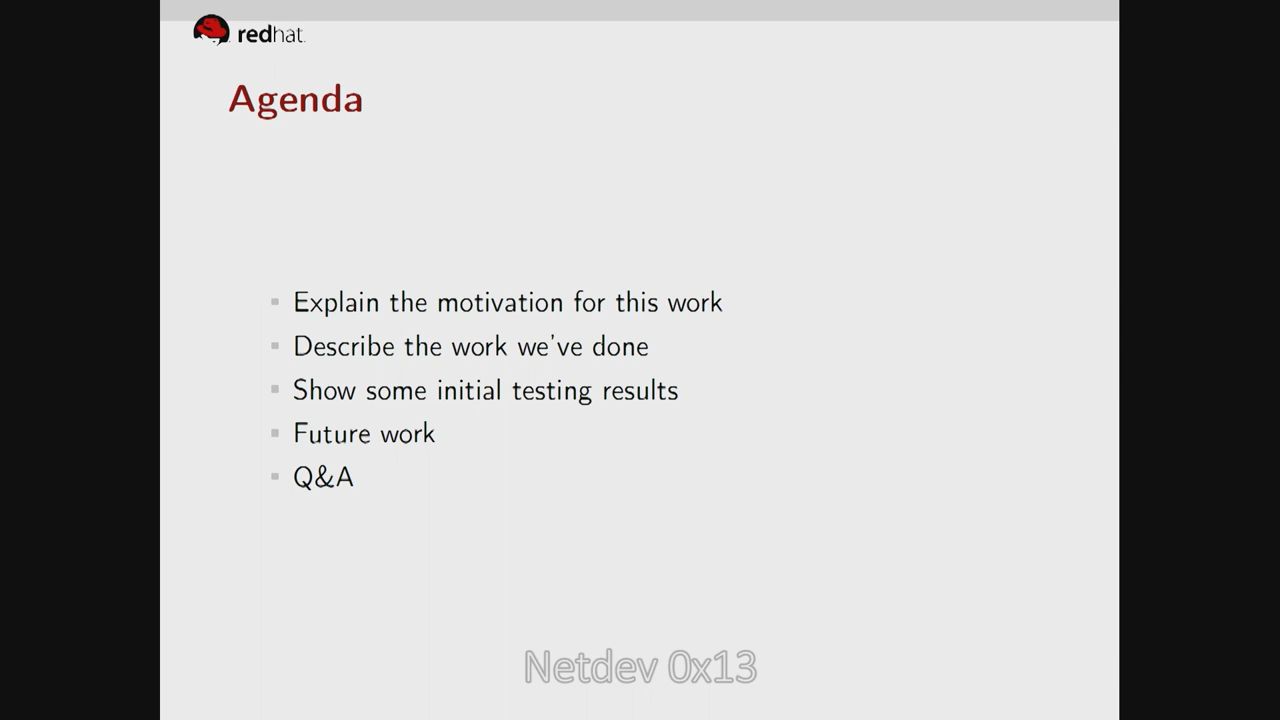 redhat.
Agenda
Explain the motivation for this work
Describe the work we've done
Show some initial testing results
Future work
Q&A
Netdev 0x13